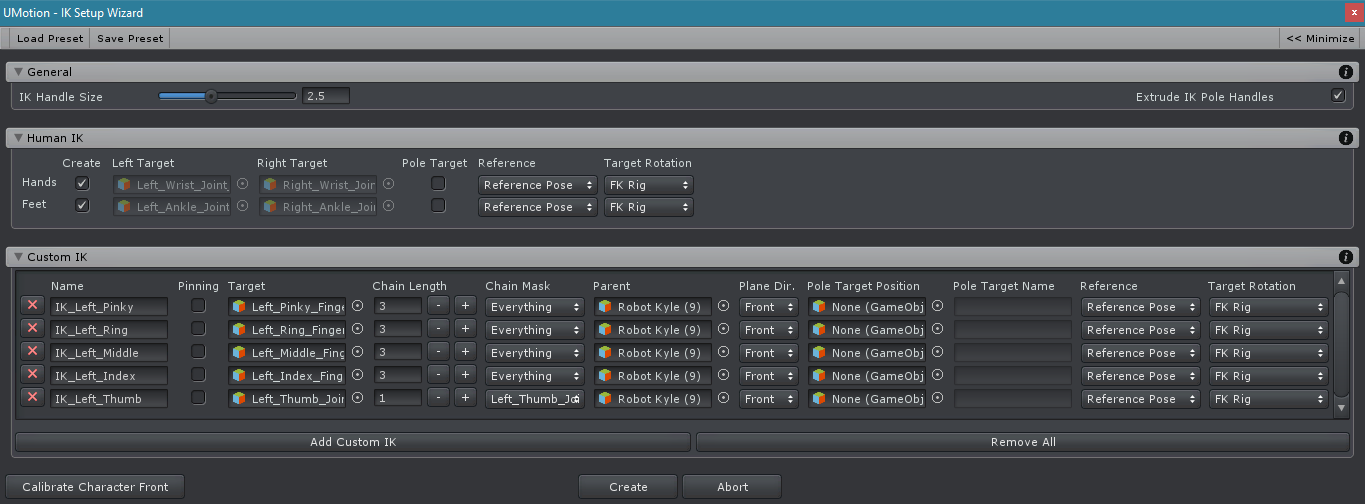 UMotion - IK Setup Wizard
x
Load Preset Save Preset << Minimize
General
IK Handle Size 2.5 Extrude IK Pole Handles
Human IK
Create Left Target Right Target Pole Target Reference Target Rotation
Hands Left_Wrist_Joint_ Right_Wrist_Join Reference Pose FK Rig
Feet Left_Ankle_Joint Right_Ankle_Joi Reference Pose FK Rig
Custom IK
Name Pinning Target Chain Length Chain Mask Parent Plane Dir. Pole Target Position Pole Target Name Reference Target Rotation
IK_Left_Pinky Left_Pinky_Finge 3 - + Everything Robot Kyle (9) Front None (GameObj Reference Pose FK Rig
IK_Left_Ring Left_Ring_Finger 3 - + Everything Robot Kyle (9) Front None (GameObj Reference Pose FK Rig
IK_Left_Middle Left_Middle_Fing 3 - + Everything Robot Kyle (9) Front None (GameObj Reference Pose FK Rig
IK_Left_Index Left_Index_Fing 3 - + Everything Robot Kyle (9) Front None (GameObj Reference Pose FK Rig
IK_Left_Thumb Left_Thumb_Join 1 - + Left_Thumb_Joi Robot Kyle (9) Front None (GameObj Reference Pose FK Rig
Add Custom IK Remove All
Calibrate Character Front Create Abort